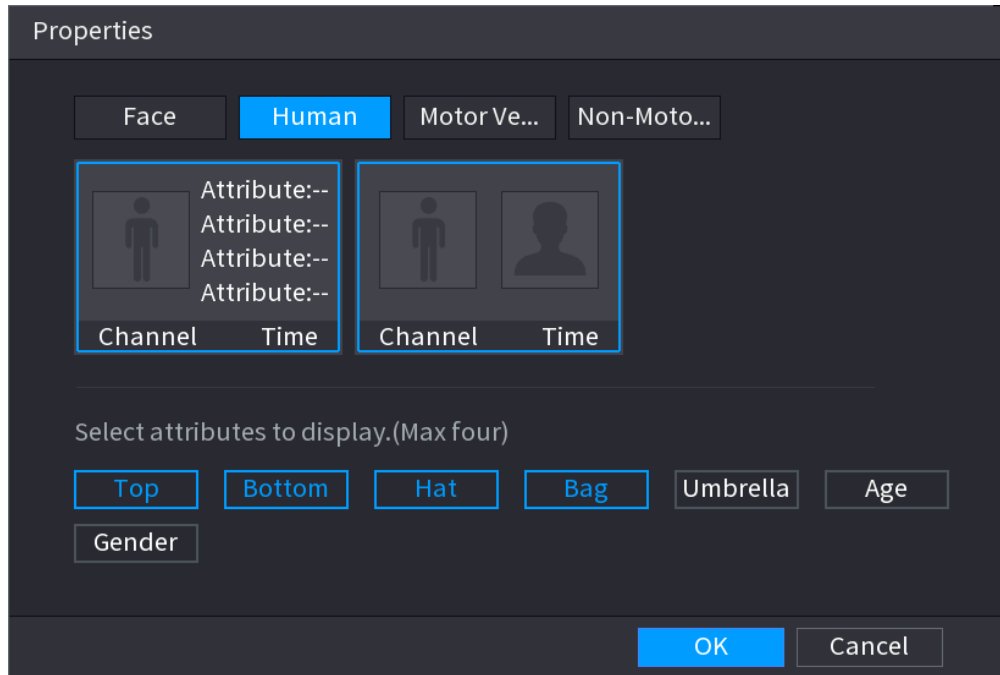 Properties
Face Human Motor Ve... Non-Moto...
Attribute:--
Attribute:--
Attribute:--
Attribute:--
Channel Time Channel Time
Select attributes to display.(Max four)
Top Bottom Hat Bag Umbrella Age
Gender
OK Cancel